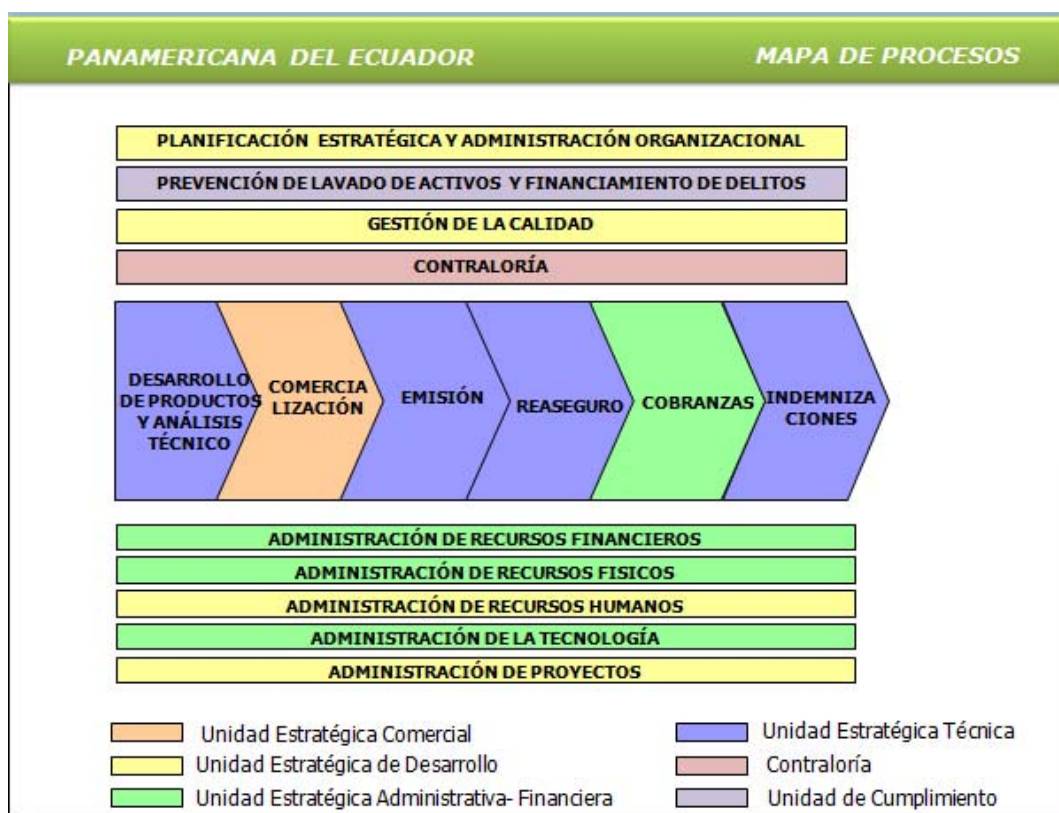 PANAMERICANA DEL ECUADOR
MAPA DE PROCESOS
PLANIFICACIÓN ESTRATÉGICA Y ADMINISTRACIÓN ORGANIZACIONAL
PREVENCIÓN DE LAVADO DE ACTIVOS Y FINANCIAMIENTO DE DELITOS
GESTIÓN DE LA CALIDAD
CONTRALORÍA
DESARROLLO
DE PRODUCTOS
Y ANÁLISIS
TÉCNICO
COMERCIA
LIZACIÓN
EMISIÓN
REASEGURO
COBRANZAS
INDEMNIZA
CIONES
ADMINISTRACIÓN DE RECURSOS FINANCIEROS
ADMINISTRACIÓN DE RECURSOS FISICOS
ADMINISTRACIÓN DE RECURSOS HUMANOS
ADMINISTRACIÓN DE LA TECNOLOGÍA
ADMINISTRACIÓN DE PROYECTOS
Unidad Estratégica Comercial
Unidad Estratégica de Desarrollo
Unidad Estratégica Administrativa- Financiera
Unidad Estratégica Técnica
Contraloría
Unidad de Cumplimiento